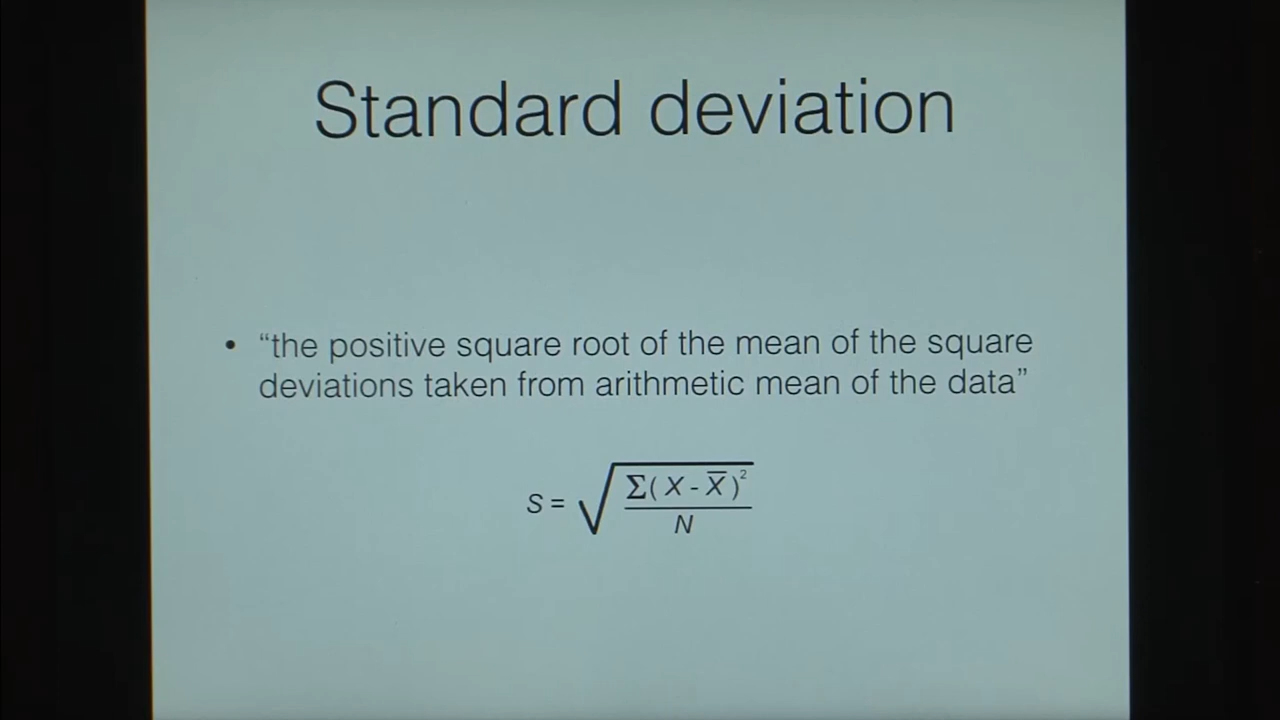 Standard deviation
• “the positive square root of the mean of the square
deviations taken from arithmetic mean of the data”
S = √(Σ(X - X̅)² / N)